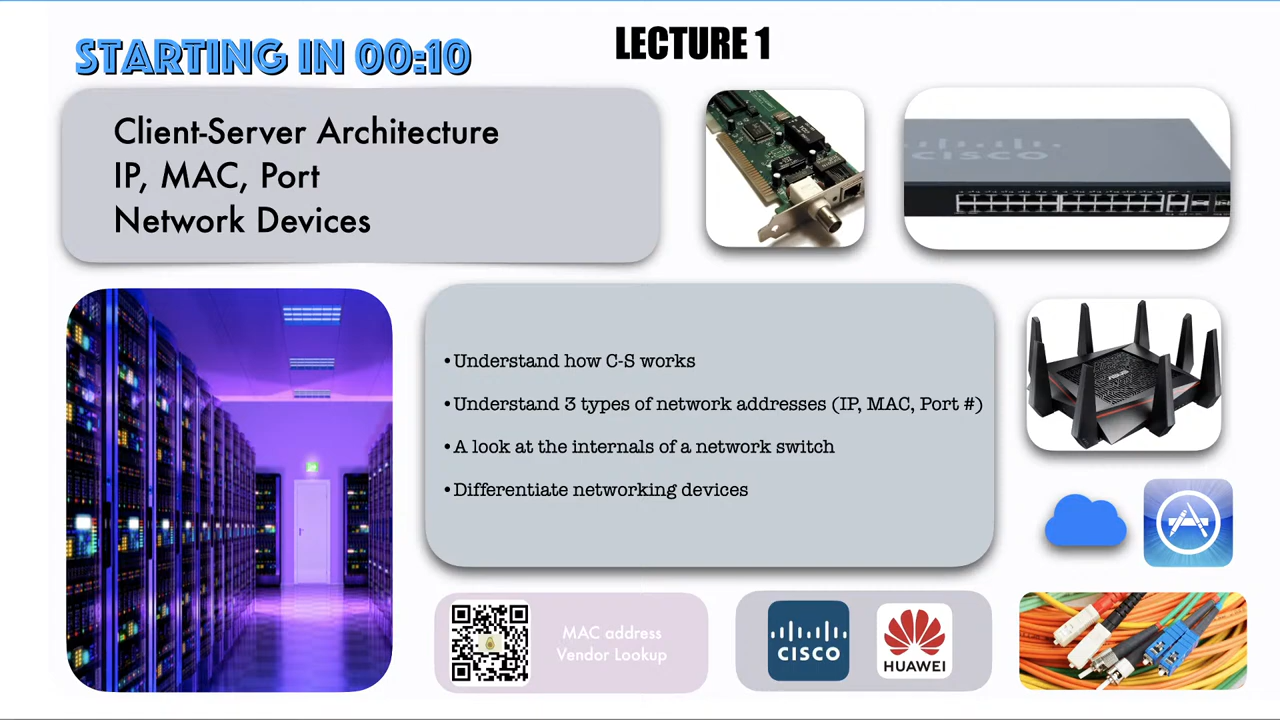 STARTING IN 00:10
LECTURE 1
Client-Server Architecture
IP, MAC, Port
Network Devices
CISCO
•Understand how C-S works
•Understand 3 types of network addresses (IP, MAC, Port #)
•A look at the internals of a network switch
•Differentiate networking devices
ASUS
MAC address
Vendor Lookup
CISCO
HUAWEI